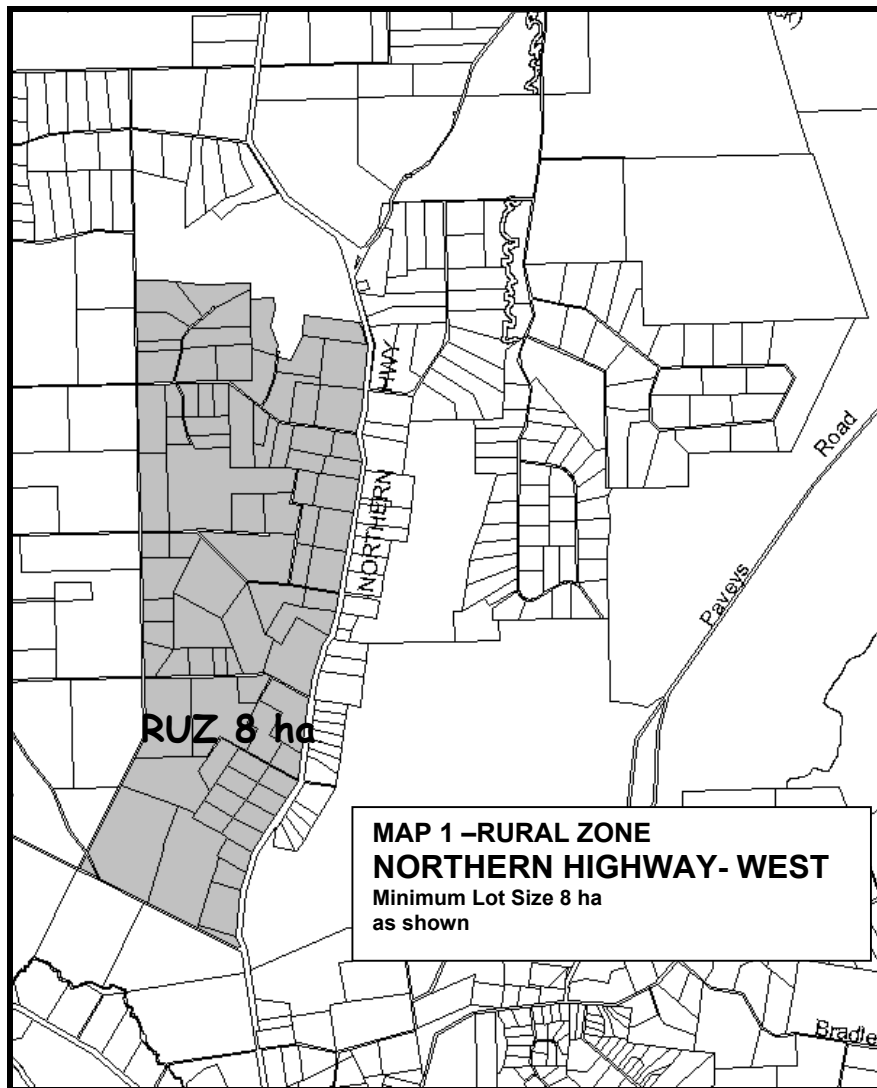 HWY
NORTHERN
Road
Paveys
RUZ 8 ha
MAP 1 –RURAL ZONE
NORTHERN HIGHWAY- WEST
Minimum Lot Size 8 ha
as shown
Bradle